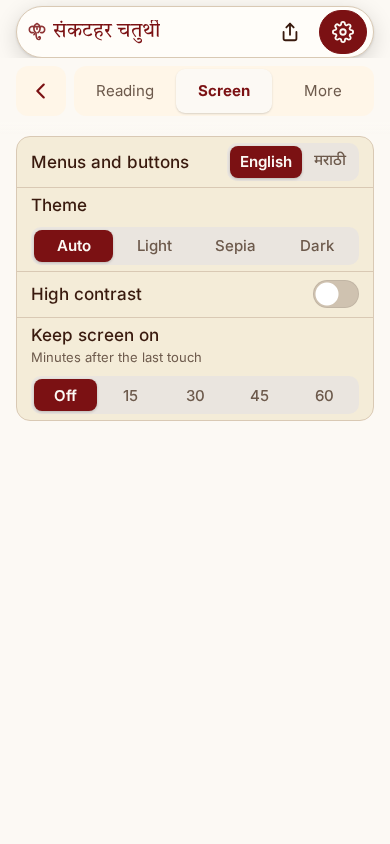 संकटहर चतुर्थी
Reading
Screen
More
Menus and buttons
English
मराठी
Theme
Auto
Light
Sepia
Dark
High contrast
Keep screen on
Minutes after the last touch
Off
15
30
45
60